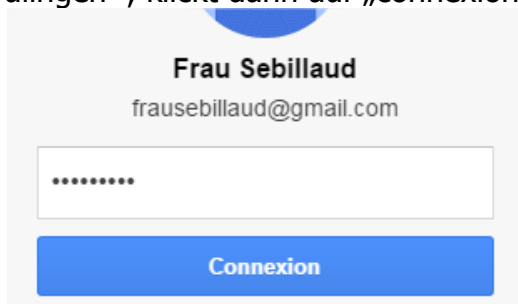 klickt dann auf „connexion
Frau Sebillaud
frausebillaud@gmail.com
•••••••••
Connexion